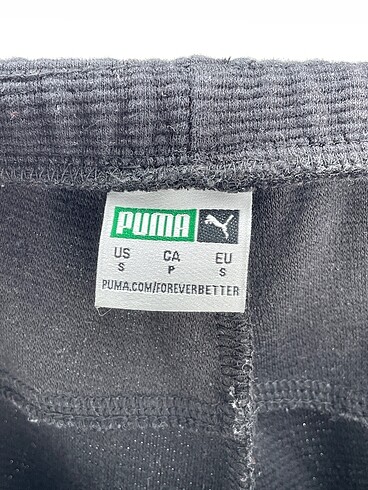 PUMA
US CA EU
S P S
PUMA.COM/FOREVERBETTER